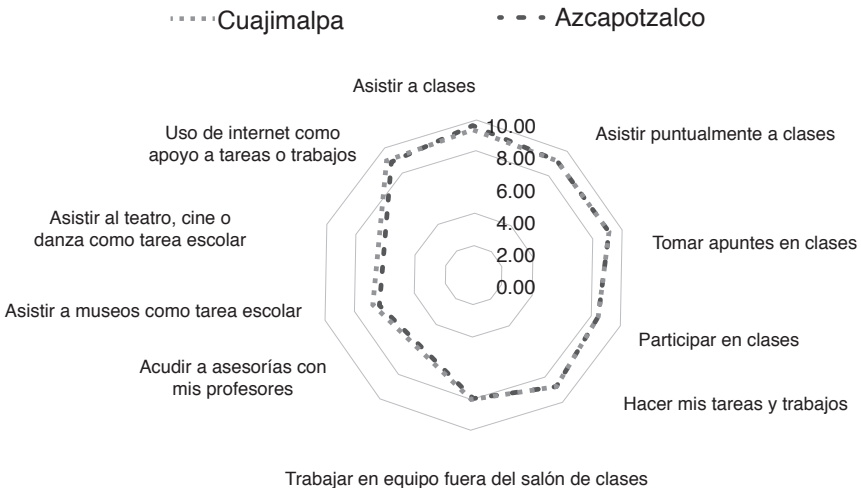 Cuajimalpa
Azcapotzalco
Asistir a clases
Uso de internet como
apoyo a tareas o trabajos
Asistir puntualmente a clases
10.00
8.00
6.00
4.00
2.00
0.00
Asistir al teatro, cine o
danza como tarea escolar
Tomar apuntes en clases
Asistir a museos como tarea escolar
Participar en clases
Acudir a asesorías con
mis profesores
Hacer mis tareas y trabajos
Trabajar en equipo fuera del salón de clases